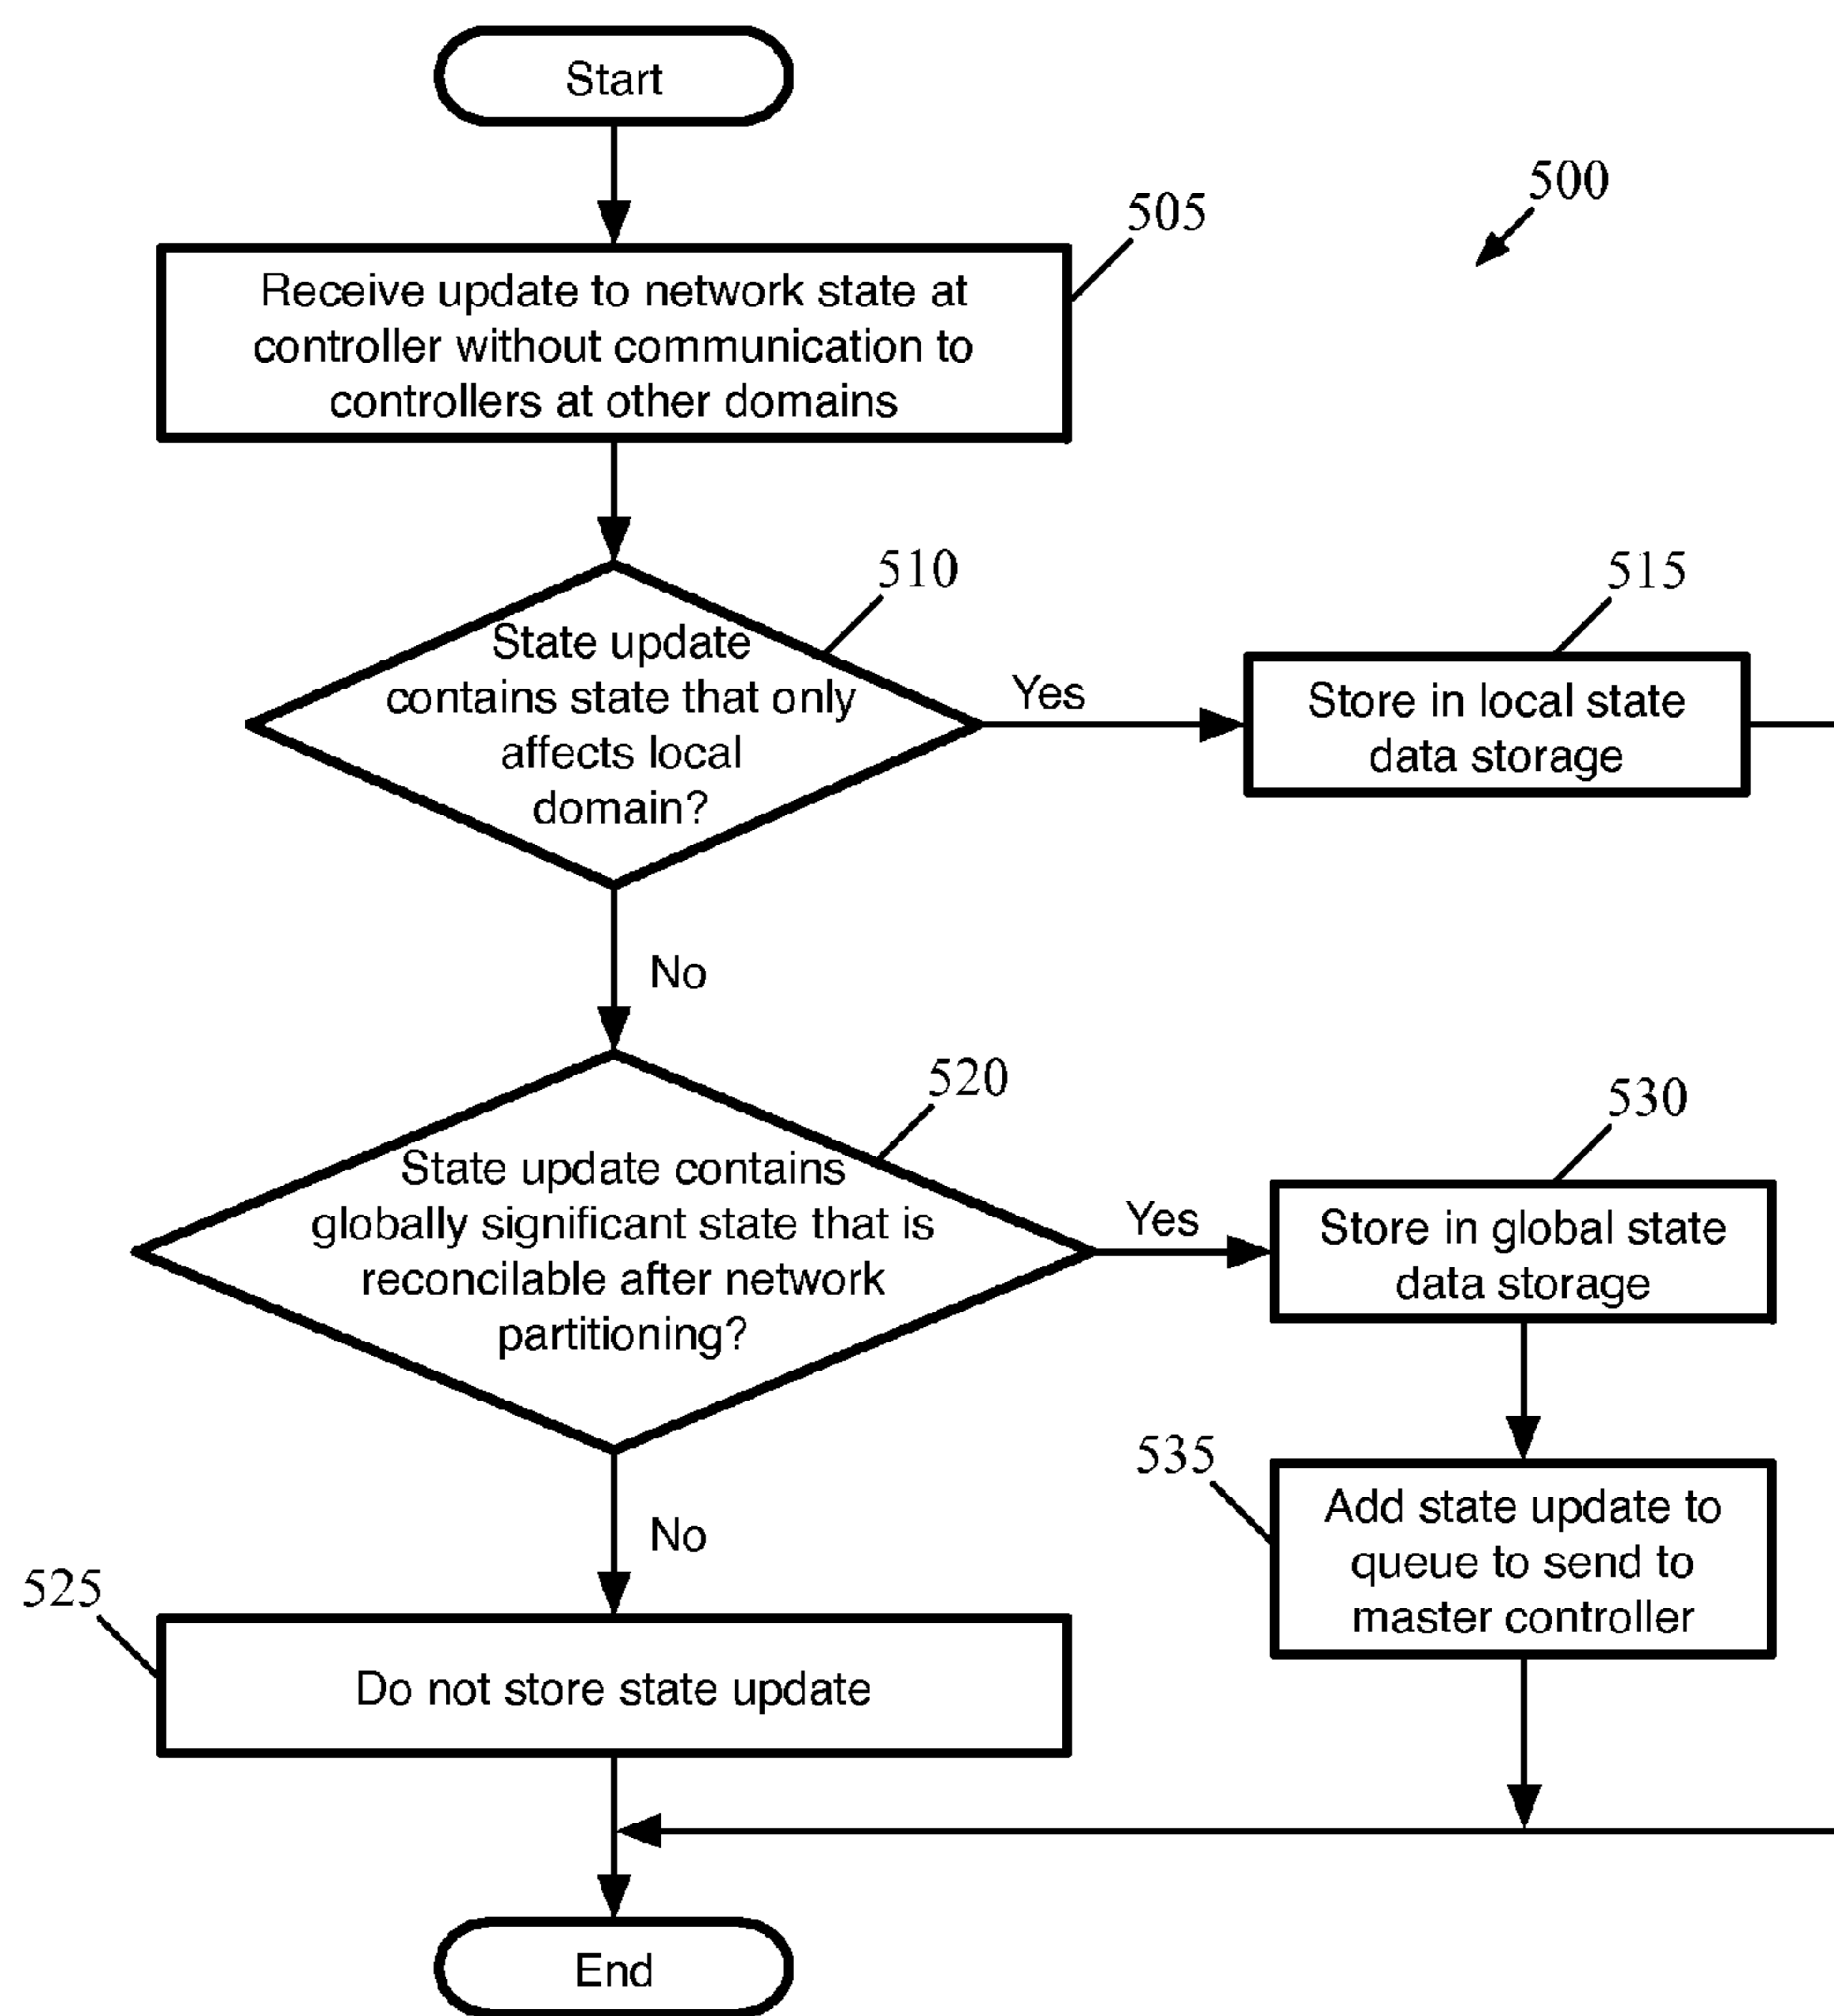 Start
500
505
Receive update to network state at
controller without communication to
controllers at other domains
510
State update
contains state that only
affects local
domain?
Yes
515
Store in local state
data storage
No
520
State update contains
globally significant state that is
reconcilable after network
partitioning?
Yes
530
Store in global state
data storage
535
Add state update to
queue to send to
master controller
No
525
Do not store state update
End